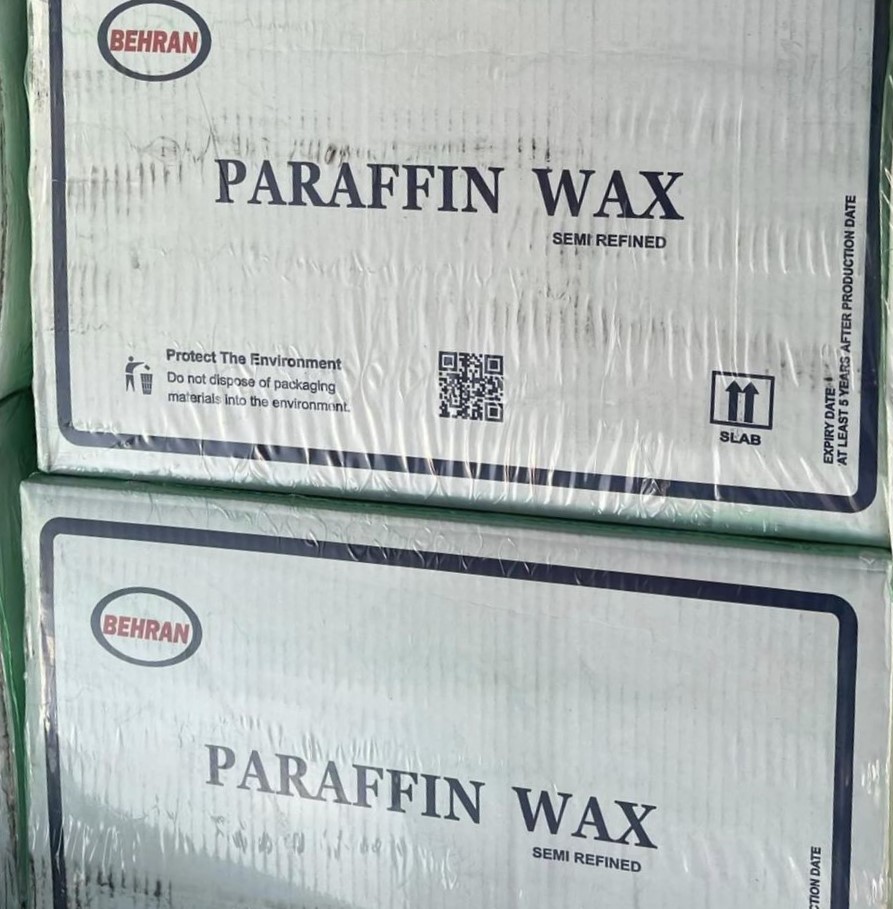 BEHRAN
PARAFFIN WAX
SEMI REFINED
Protect The Environment
Do not dispose of packaging
materials into the environment.
SLAB
EXPIRY DATE
AT LEAST 5 YEARS AFTER PRODUCTION DATE
BEHRAN
PARAFFIN WAX
SEMI REFINED
DATE